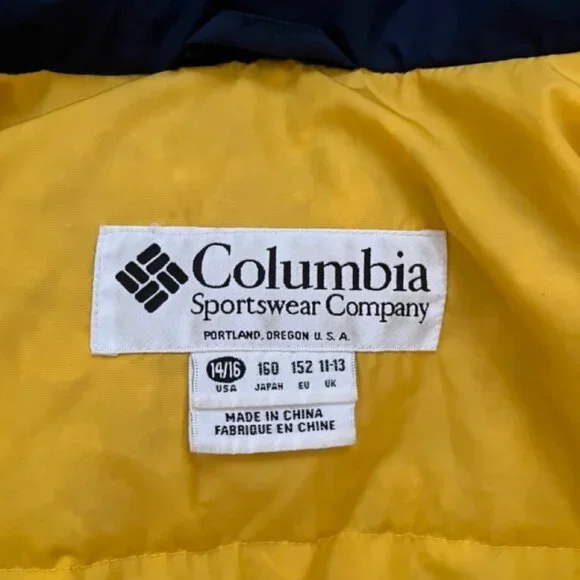 Columbia
Sportswear Company
PORTLAND, OREGON U. S. A.
14/16 160 152 11-13
USA JAPAN EU UK
MADE IN CHINA
FABRIQUE EN CHINE